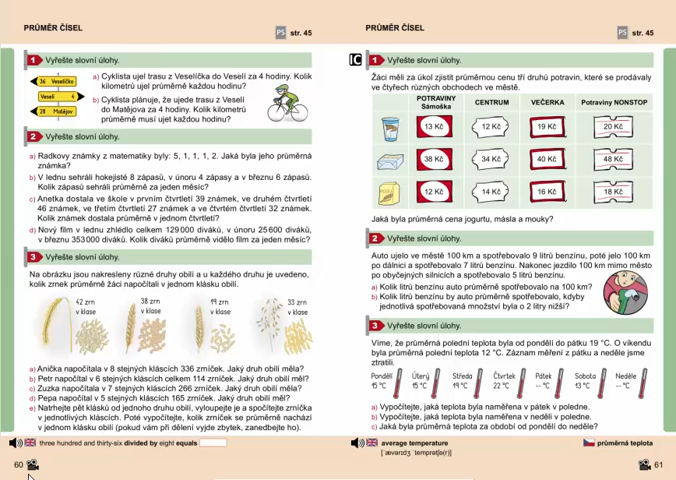 PRŮMĚR ČÍSEL
PS str. 45
1 Vyřešte slovní úlohy.
36 Veselíčko
Veselí 4
28 Matějov
a) Cyklista ujel trasu z Veselíčka do Veselí za 4 hodiny. Kolik
kilometrů ujel průměrně každou hodinu?
b) Cyklista plánuje, že ujede trasu z Veselí
do Matějova za 4 hodiny. Kolik kilometrů
průměrně musí ujet každou hodinu?
2 Vyřešte slovní úlohy.
a) Radkovy známky z matematiky byly: 5, 1, 1, 1, 2. Jaká byla jeho průměrná
známka?
b) V lednu sehráli hokejisté 8 zápasů, v únoru 4 zápasy a v březnu 6 zápasů.
Kolik zápasů sehráli průměrně za jeden měsíc?
c) Anetka dostala ve škole v prvním čtvrtletí 39 známek, ve druhém čtvrtletí
46 známek, ve třetím čtvrtletí 27 známek a ve čtvrtém čtvrtletí 32 známek.
Kolik známek dostala průměrně v jednom čtvrtletí?
d) Nový film v lednu zhlédlo celkem 129 000 diváků, v únoru 25 600 diváků,
v březnu 353 000 diváků. Kolik diváků průměrně vidělo film za jeden měsíc?
3 Vyřešte slovní úlohy.
Na obrázku jsou nakresleny různé druhy obilí a u každého druhu je uvedeno,
kolik zrnek průměrně žáci napočítali v jednom klásku obilí.
42 zrn
v klase
38 zrn
v klase
19 zrn
v klase
33 zrn
v klase
a) Anička napočítala v 8 stejných kláscích 336 zrníček. Jaký druh obilí měla?
b) Petr napočítal v 6 stejných kláscích celkem 114 zrníček. Jaký druh obilí měl?
c) Zuzka napočítala v 7 stejných kláscích 266 zrníček. Jaký druh obilí měla?
d) Pepa napočítal v 5 stejných kláscích 165 zrníček. Jaký druh obilí měl?
e) Natrhejte pět klásků od jednoho druhu obilí, vyloupejte je a spočítejte zrníčka
v jednotlivých kláscích. Poté vypočítejte, kolik zrníček se průměrně nachází
v jednom klásku obilí (pokud vám při dělení vyjde zbytek, zanedbejte ho).
three hundred and thirty-six divided by eight equals
60
PRŮMĚR ČÍSEL
PS str. 45
1 Vyřešte slovní úlohy.
Žáci měli za úkol zjistit průměrnou cenu tří druhů potravin, které se prodávaly
ve čtyřech různých obchodech ve městě.
POTRAVINY Sámoška CENTRUM VEČERKA Potraviny NONSTOP
13 Kč 12 Kč 19 Kč 20 Kč
38 Kč 34 Kč 40 Kč 48 Kč
12 Kč 14 Kč 16 Kč 18 Kč
Jaká byla průměrná cena jogurtu, másla a mouky?
2 Vyřešte slovní úlohy.
Auto ujelo ve městě 100 km a spotřebovalo 9 litrů benzínu, poté jelo 100 km
po dálnici a spotřebovalo 7 litrů benzínu. Nakonec jezdilo 100 km mimo město
po obyčejných silnicích a spotřebovalo 5 litrů benzínu.
a) Kolik litrů benzínu auto průměrně spotřebovalo na 100 km?
b) Kolik litrů benzínu by auto průměrně spotřebovalo, kdyby
jednotlivá spotřebovaná množství byla o 2 litry nižší?
3 Vyřešte slovní úlohy.
Víme, že průměrná polední teplota byla od pondělí do pátku 19 °C. O víkendu
byla průměrná polední teplota 12 °C. Záznam měření z pátku a neděle jsme
ztratili.
Pondělí Úterý Středa Čtvrtek Pátek Sobota Neděle
15 °C 15 °C 19 °C 22 °C -- °C 13 °C -- °C
a) Vypočítejte, jaká teplota byla naměřena v pátek v poledne.
b) Vypočítejte, jaká teplota byla naměřena v neděli v poledne.
c) Jaká byla průměrná teplota za období od pondělí do neděle?
average temperature
[ˈævərɪdʒ ˈtemprətʃə(r)]
průměrná teplota
61